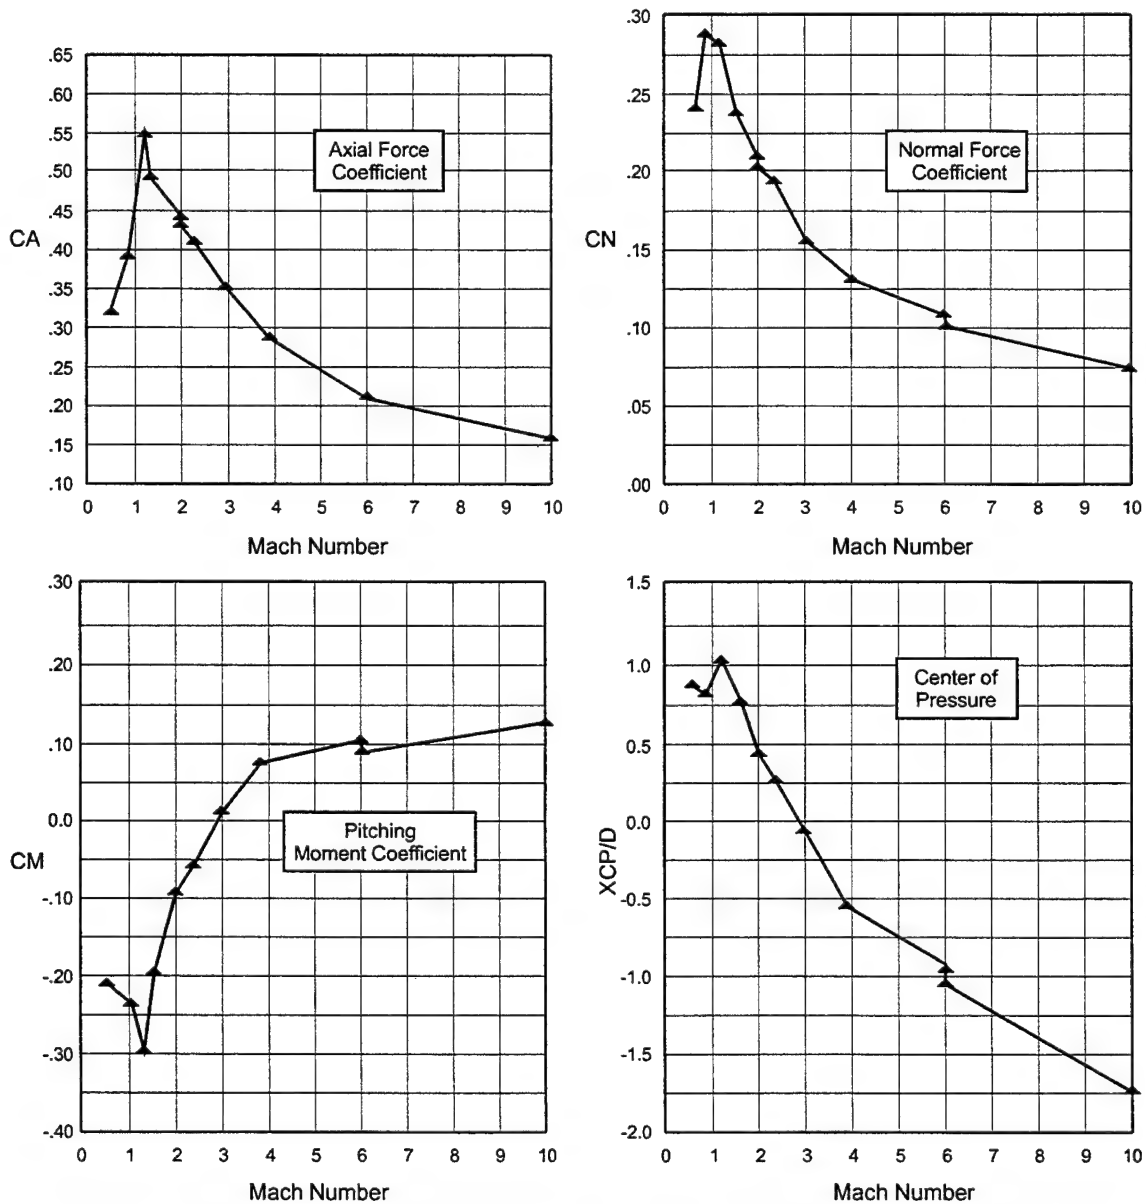 .65
.60
.55
.50
.45
.40
.35
.30
.25
.20
.15
.10
CA
Axial Force
Coefficient
0 1 2 3 4 5 6 7 8 9 10
Mach Number
.30
.25
.20
.15
.10
.05
.00
CN
Normal Force
Coefficient
0 1 2 3 4 5 6 7 8 9 10
Mach Number
.30
.20
.10
0.0
-.10
-.20
-.30
-.40
CM
Pitching
Moment Coefficient
0 1 2 3 4 5 6 7 8 9 10
Mach Number
1.5
1.0
0.5
0.0
-0.5
-1.0
-1.5
-2.0
XCP/D
Center of
Pressure
0 1 2 3 4 5 6 7 8 9 10
Mach Number